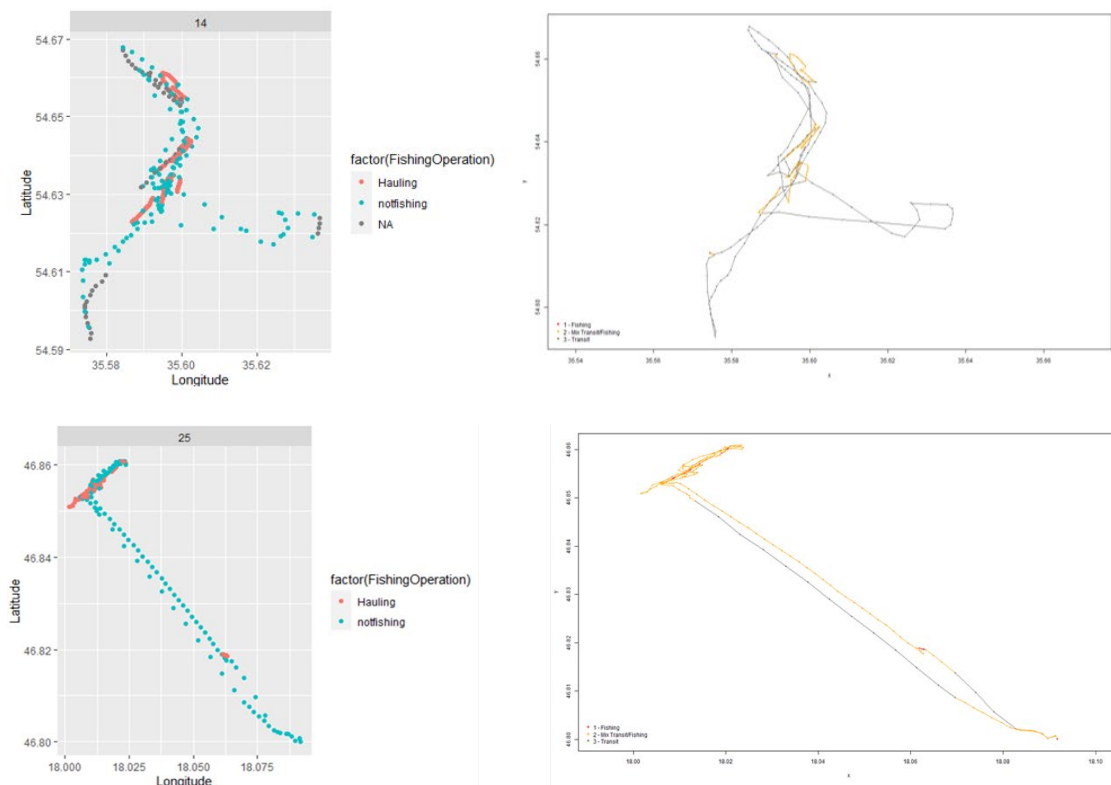 14
54.67
54.65
54.63
54.61
54.59
Latitude
35.58 35.60 35.62
Longitude
factor(FishingOperation)
Hauling
notfishing
NA
54.66
54.64
54.62
54.60
y
1 - Fishing
2 - Mix Transit/Fishing
3 - Transit
35.54 35.56 35.58 35.60 35.62 35.64 35.66
x
25
46.86
46.84
46.82
46.80
Latitude
18.000 18.025 18.050 18.075
Longitude
factor(FishingOperation)
Hauling
notfishing
46.86
46.85
46.84
46.83
46.82
46.81
46.80
y
1 - Fishing
2 - Mix Transit/Fishing
3 - Transit
18.00 18.02 18.04 18.06 18.08 18.10
x